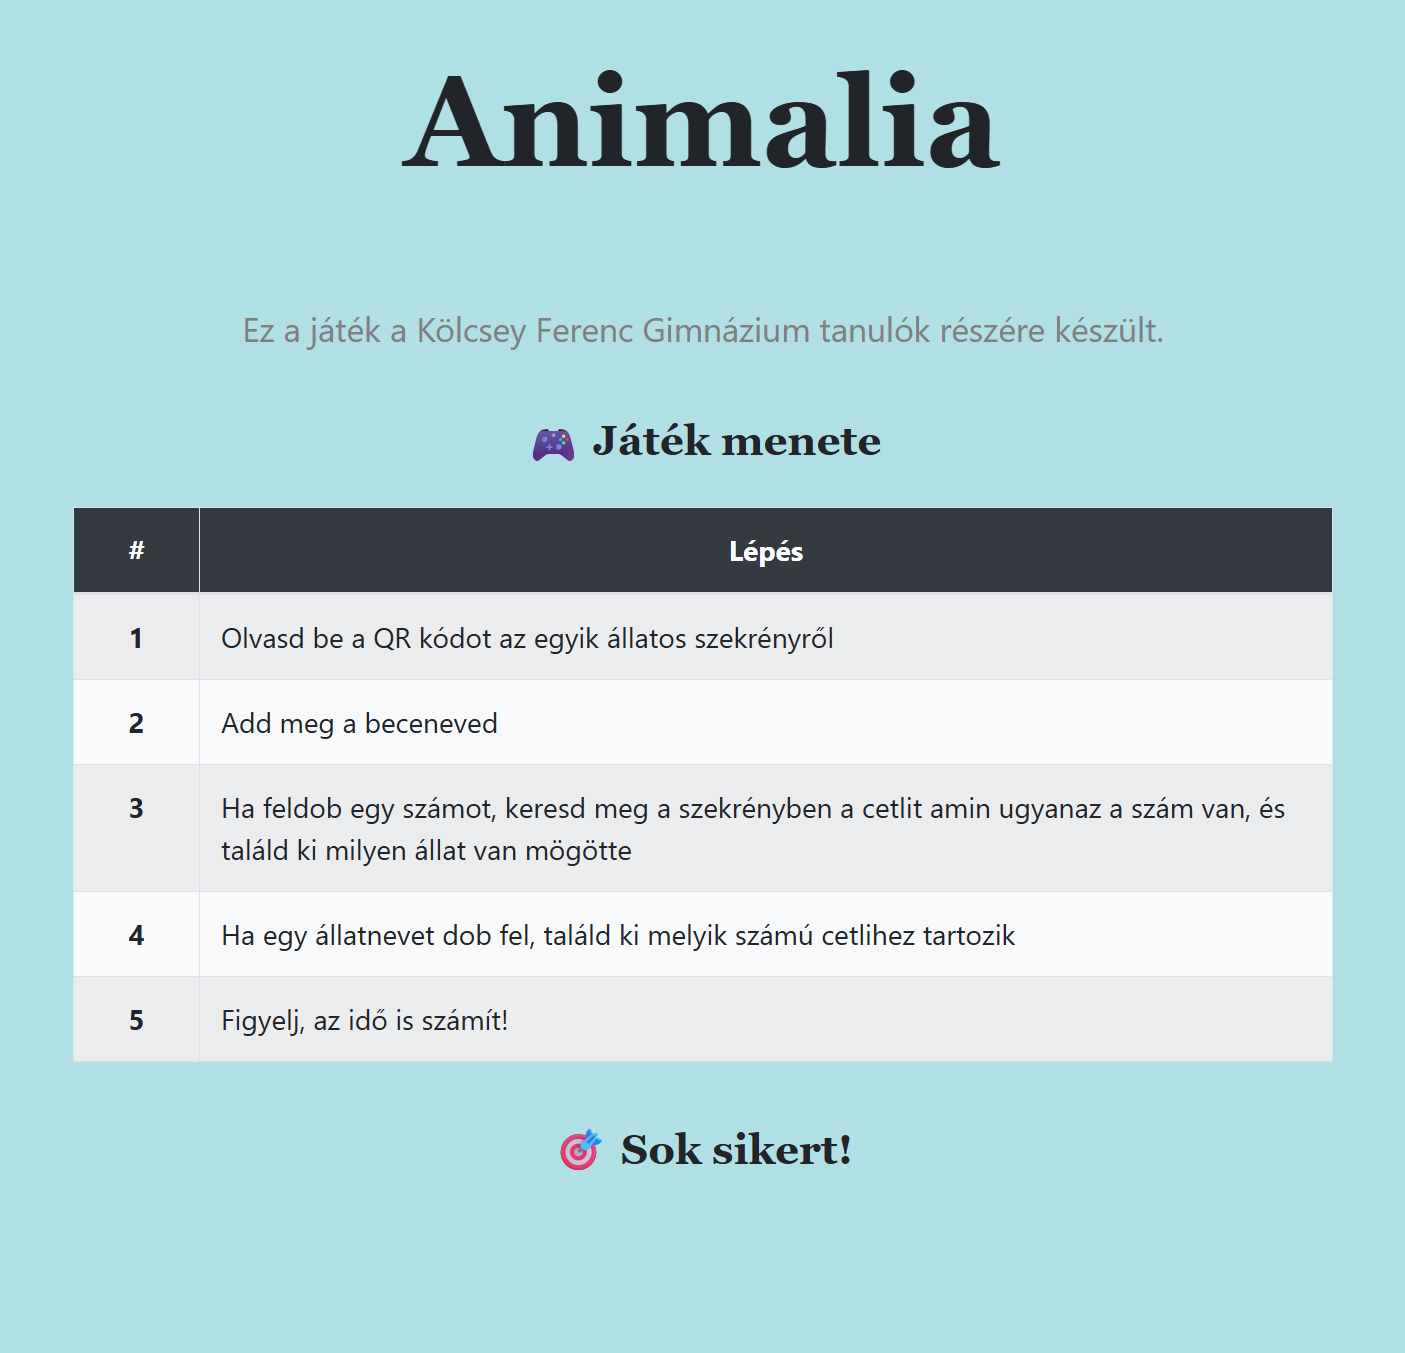 Animalia
Ez a játék a Kölcsey Ferenc Gimnázium tanulók részére készült.
🎮 Játék menete
# Lépés
1 Olvasd be a QR kódot az egyik állatos szekrényről
2 Add meg a beceneved
3 Ha feldob egy számot, keresd meg a szekrényben a cetlit amin ugyanaz a szám van, és
találd ki milyen állat van mögötte
4 Ha egy állatnevet dob fel, találd ki melyik számú cetlihez tartozik
5 Figyelj, az idő is számít!
🎯 Sok sikert!